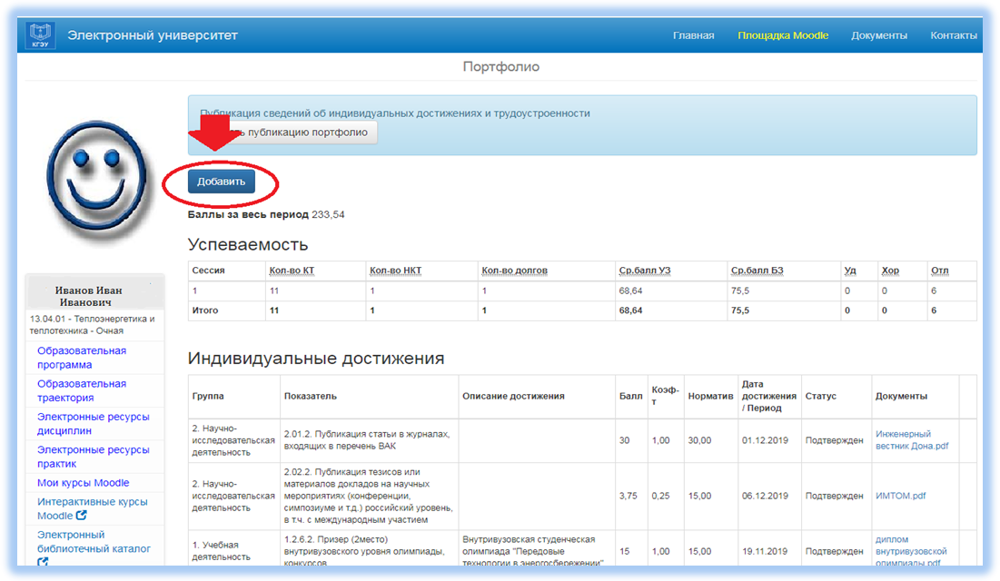 КГЭУ
Электронный университет
Главная Площадка Moodle Документы Контакты
Портфолио
Публикация сведений об индивидуальных достижениях и трудоустроенности
публикацию портфолио
Добавить
Баллы за весь период 233,54
Успеваемость
Сессия Кол-во КТ Кол-во НКТ Кол-во долгов Ср.балл УЗ Ср.балл БЗ Уд Хор Отл
1 11 1 1 68,64 75,5 0 0 6
Итого 11 1 1 68,64 75,5 0 0 6
Иванов Иван
Иванович
13.04.01 - Теплоэнергетика и
теплотехника - Очная
Образовательная
программа
Образовательная
траектория
Электронные ресурсы
дисциплин
Электронные ресурсы
практик
Мои курсы Moodle
Интерактивные курсы
Moodle
Электронный
библиотечный каталог
Индивидуальные достижения
Группа Показатель Описание достижения Балл Коэф-
т Норматив Дата
достижения
/ Период Статус Документы
2. Научно-
исследовательская
деятельность
2.01.2. Публикация статьи в журналах,
входящих в перечень ВАК
30 1,00 30,00 01.12.2019 Подтвержден
Инженерный
вестник Дона.pdf
2. Научно-
исследовательская
деятельность
2.02.2. Публикация тезисов или
материалов докладов на научных
мероприятиях (конференции,
симпозиуме и т.д.) российский уровень,
в т.ч. с международным участием
3,75 0,25 15,00 06.12.2019 Подтвержден ИМТОМ.pdf
1. Учебная
деятельность
1.2.6.2. Призер (2место)
внутривузовского уровня олимпиады,
конкурсов
Внутривузовская студенческая
олимпиада "Передовые
технологии в энергосбережении"
15 1,00 15,00 19.11.2019 Подтвержден
диплом
внутривузовской
олимпиады.pdf